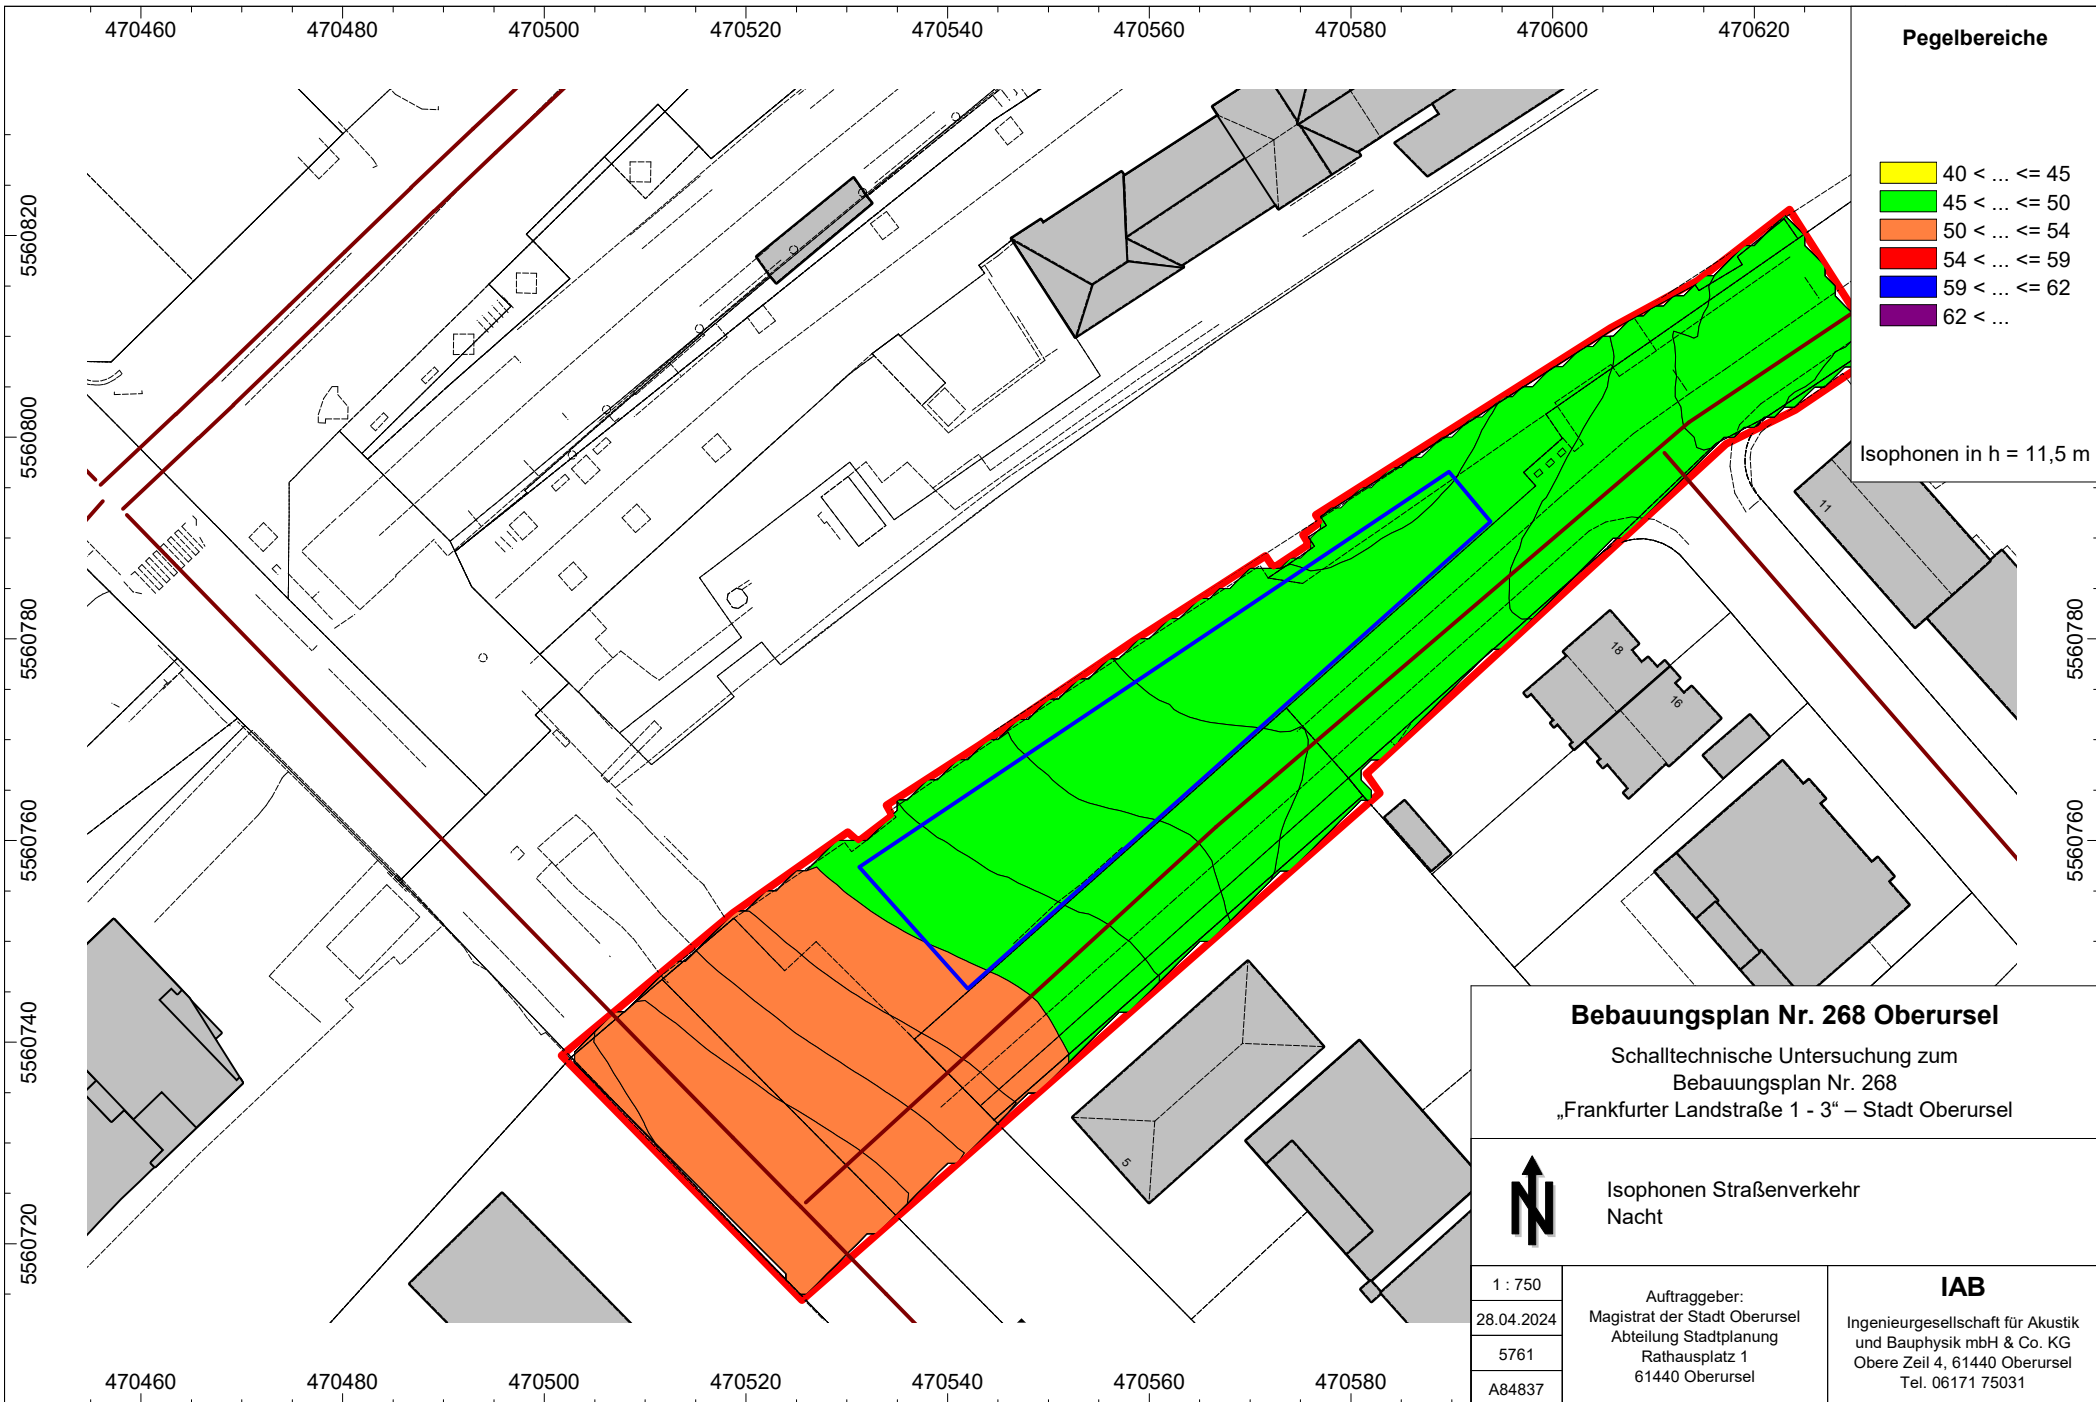 470460 470480 470500 470520 470540 470560 470580 470600 470620
Pegelbereiche
40 < ... <= 45
45 < ... <= 50
50 < ... <= 54
54 < ... <= 59
59 < ... <= 62
62 < ...
Isophonen in h = 11,5 m
5560820
5560800
5560780
5560760
5560740
5560720
5560780
5560760
11
18
16
5
Bebauungsplan Nr. 268 Oberursel
Schalltechnische Untersuchung zum
Bebauungsplan Nr. 268
„Frankfurter Landstraße 1 - 3“ – Stadt Oberursel
N
Isophonen Straßenverkehr
Nacht
1 : 750
28.04.2024
5761
A84837
Auftraggeber:
Magistrat der Stadt Oberursel
Abteilung Stadtplanung
Rathausplatz 1
61440 Oberursel
IAB
Ingenieurgesellschaft für Akustik
und Bauphysik mbH & Co. KG
Obere Zeil 4, 61440 Oberursel
Tel. 06171 75031
470460 470480 470500 470520 470540 470560 470580